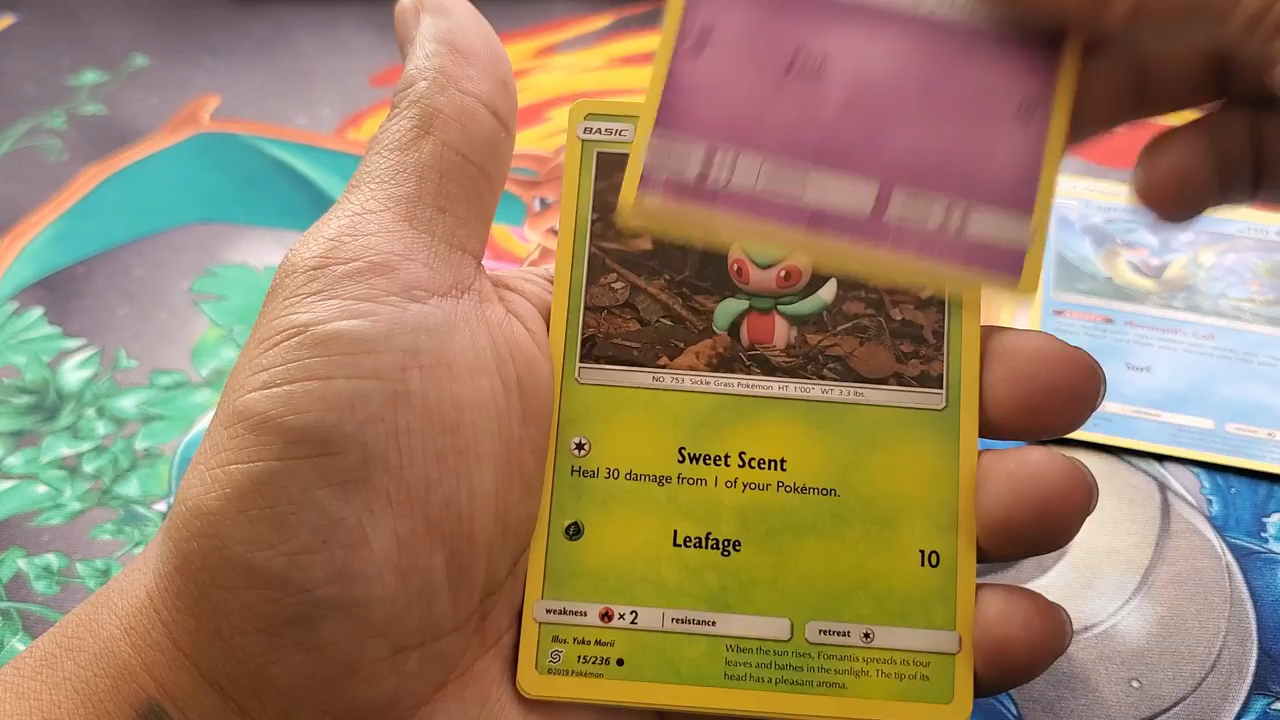 BASIC
NO. 753 Sickle Grass Pokémon HT: 1'00" WT: 3.3 lbs.
Sweet Scent
Heal 30 damage from 1 of your Pokémon.
Leafage 10
weakness ×2 resistance retreat
Illus. Yuka Morii
15/236
©2019 Pokémon
When the sun rises, Fomantis spreads its four
leaves and bathes in the sunlight. The tip of its
head has a pleasant aroma.
Mermaid's Call
Surf